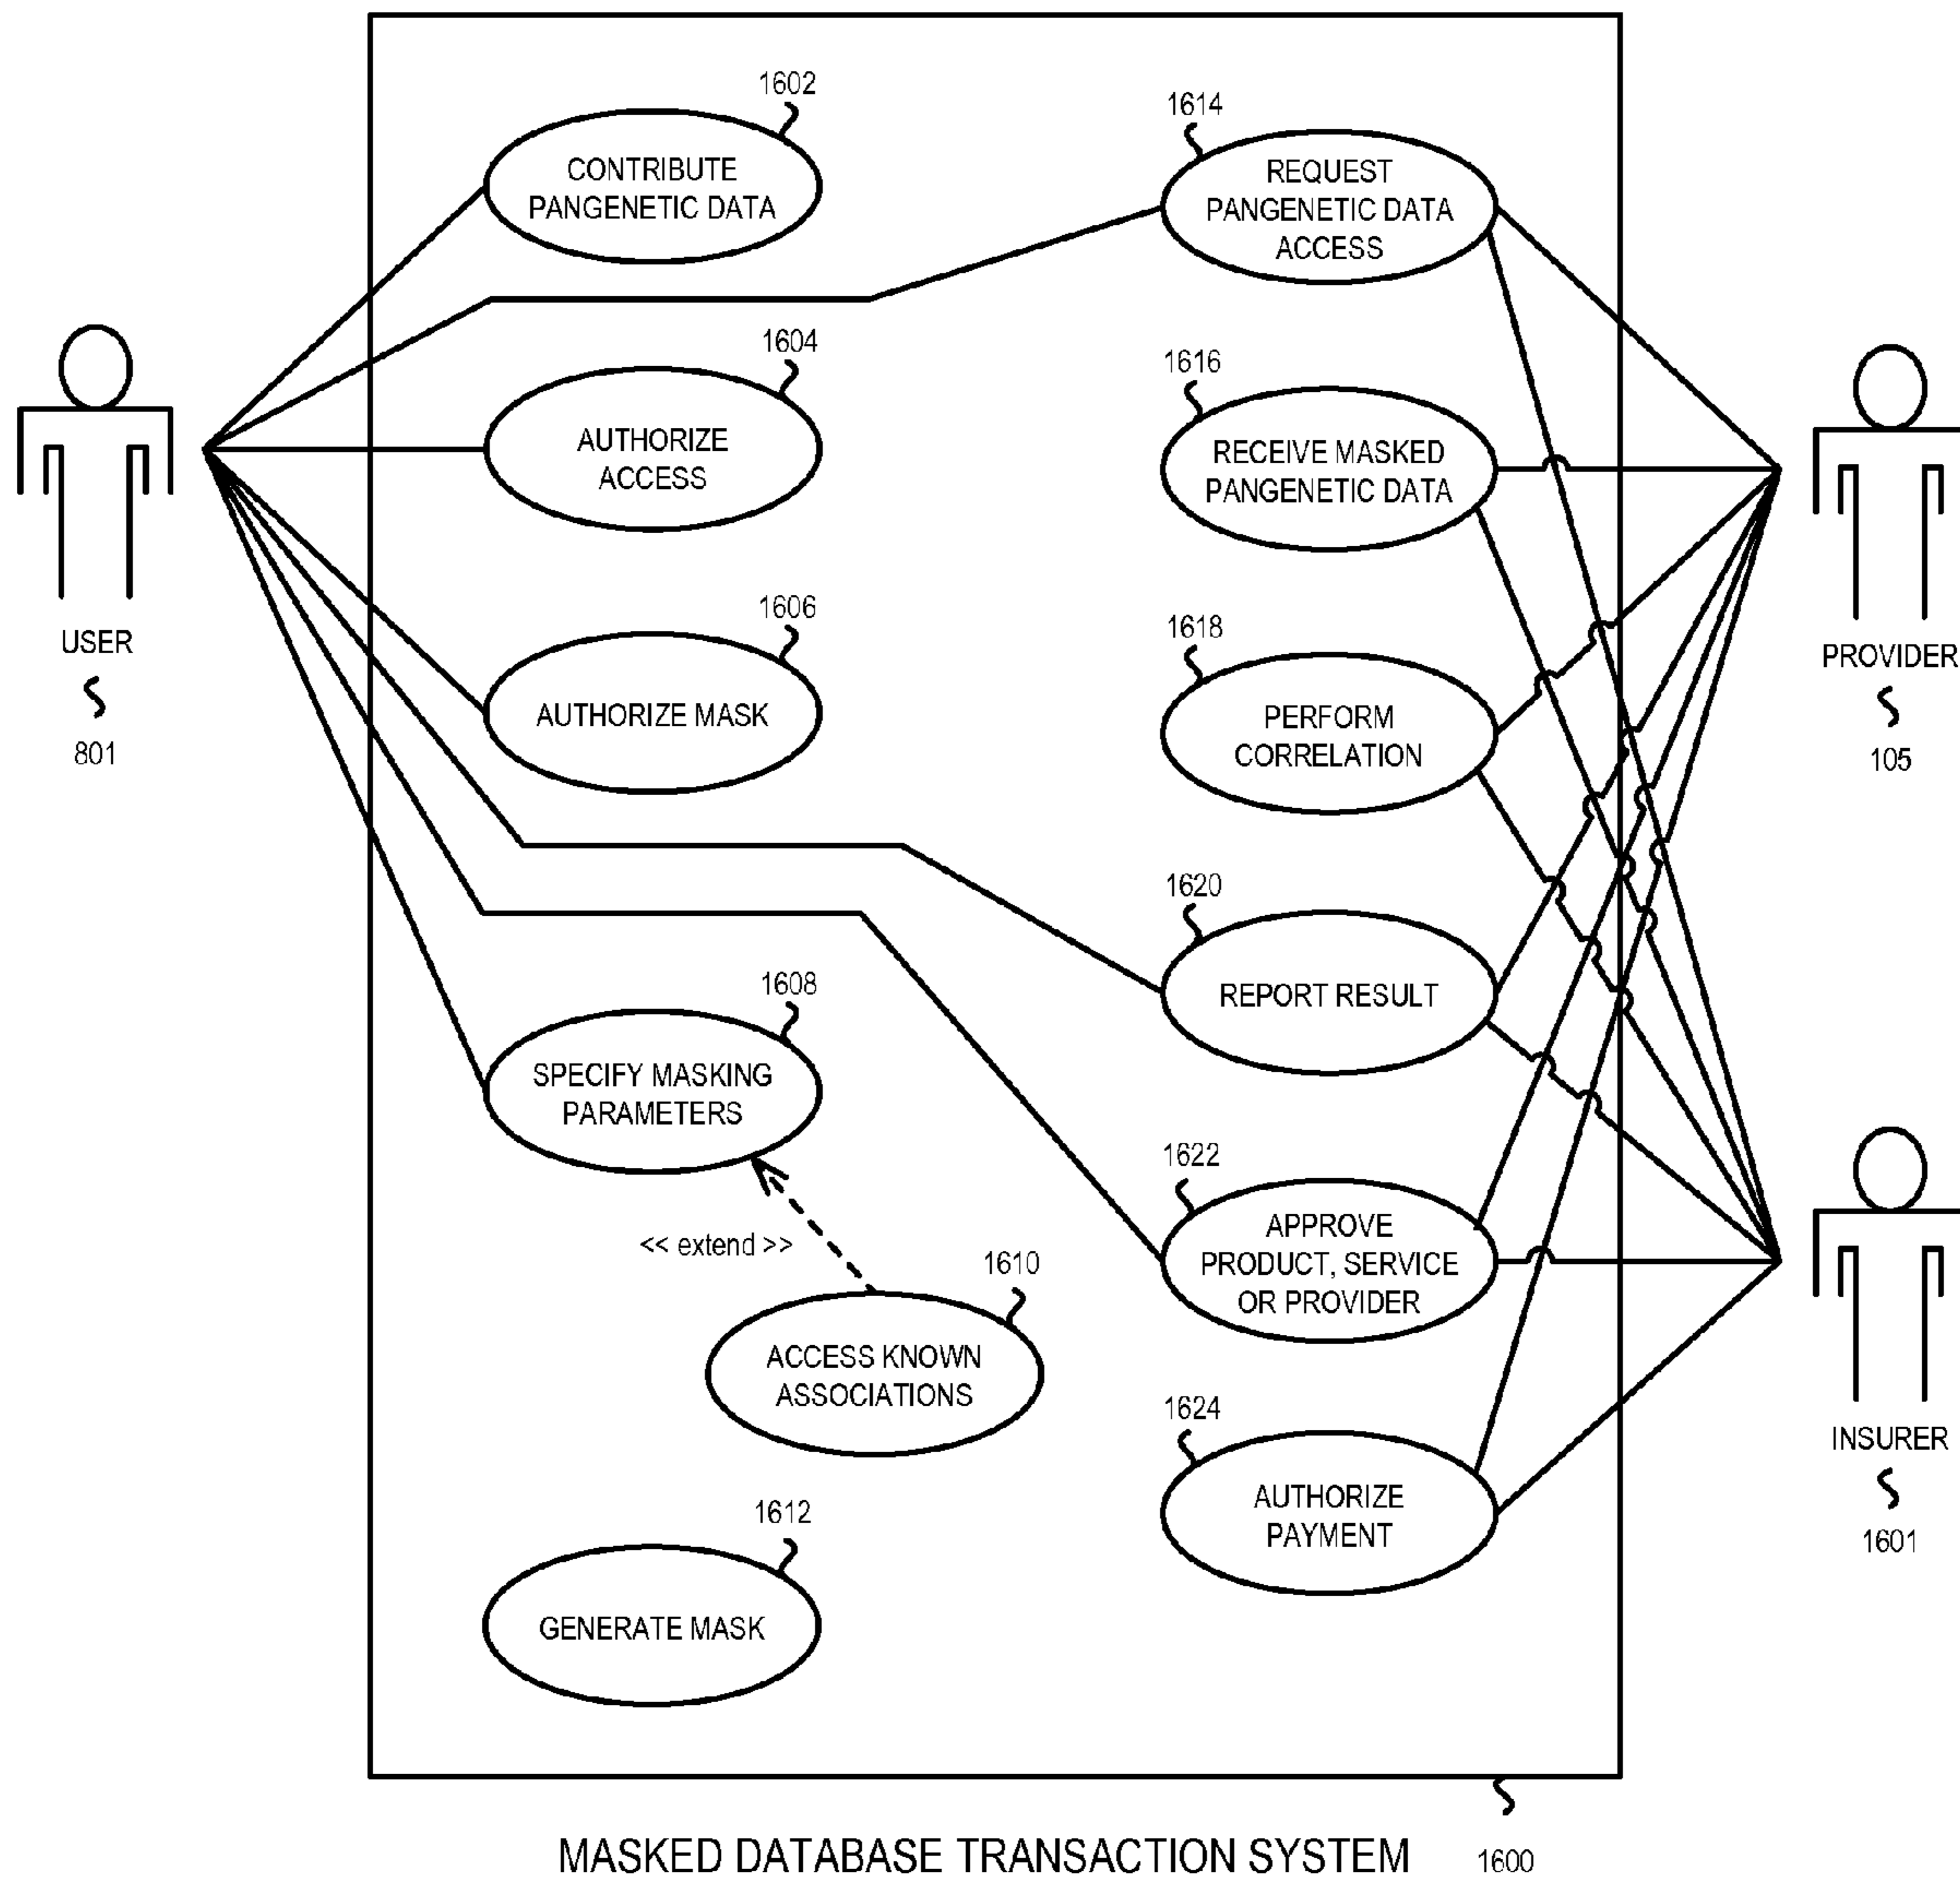 1602
CONTRIBUTE
PANGENETIC DATA
1614
REQUEST
PANGENETIC DATA
ACCESS
1604
AUTHORIZE
ACCESS
1616
RECEIVE MASKED
PANGENETIC DATA
USER
801
PROVIDER
105
1606
AUTHORIZE MASK
1618
PERFORM
CORRELATION
1620
REPORT RESULT
1608
SPECIFY MASKING
PARAMETERS
<< extend >>
1610
ACCESS KNOWN
ASSOCIATIONS
1622
APPROVE
PRODUCT, SERVICE
OR PROVIDER
1624
AUTHORIZE
PAYMENT
INSURER
1601
1612
GENERATE MASK
MASKED DATABASE TRANSACTION SYSTEM
1600